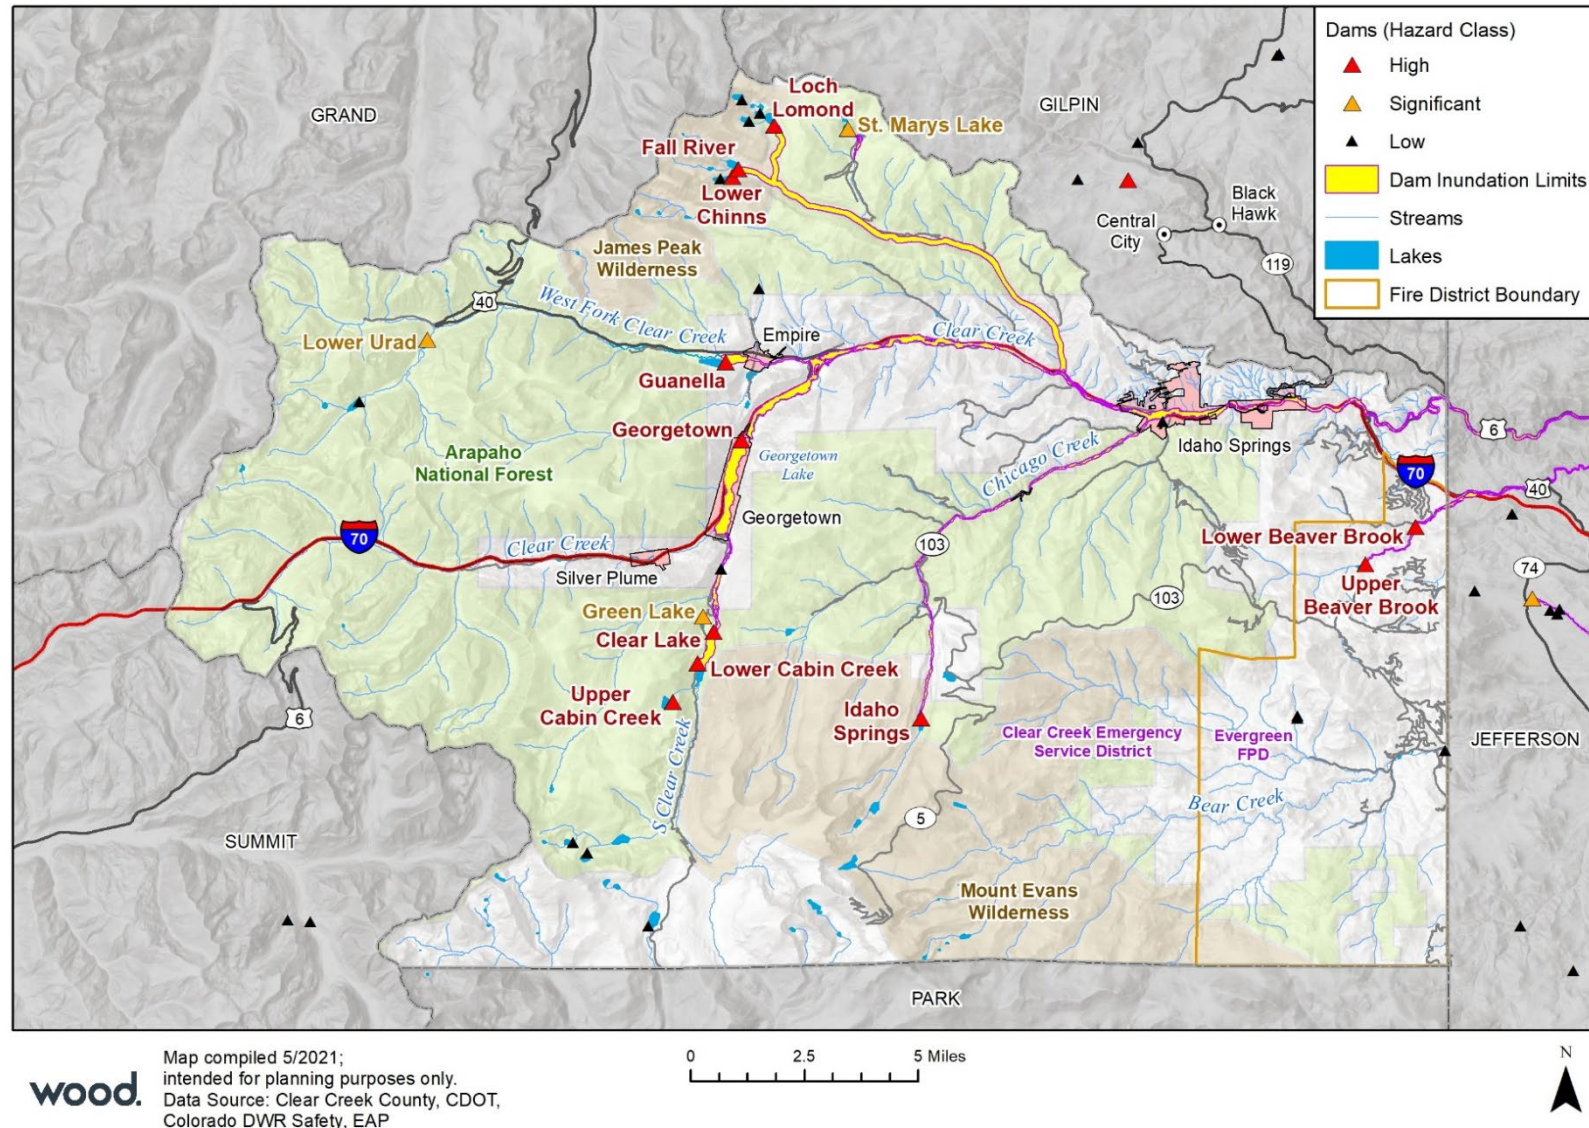 Dams (Hazard Class)
High
Significant
Low
Dam Inundation Limits
Streams
Lakes
Fire District Boundary
GRAND
GILPIN
Loch
Lomond
St. Marys Lake
Fall River
Lower
Chinns
Black
Hawk
Central
City
119
James Peak
Wilderness
40
West Fork Clear Creek
Empire
Clear Creek
Lower Urad
Guanella
Georgetown
Georgetown
Lake
Arapaho
National Forest
Chicago Creek
Idaho Springs
6
70
40
Georgetown
70
Clear Creek
Silver Plume
103
Lower Beaver Brook
Upper
Beaver Brook
74
103
Green Lake
Clear Lake
Lower Cabin Creek
Upper
Cabin Creek
Idaho
Springs
6
S Clear Creek
Clear Creek Emergency
Service District
Evergreen
FPD
JEFFERSON
Bear Creek
5
SUMMIT
Mount Evans
Wilderness
PARK
wood.
Map compiled 5/2021;
intended for planning purposes only.
Data Source: Clear Creek County, CDOT,
Colorado DWR Safety, EAP
0 2.5 5 Miles
N